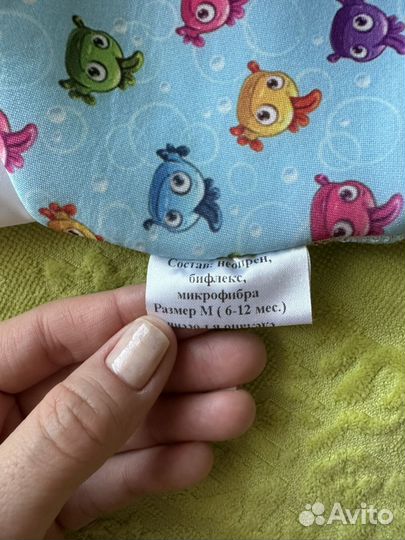 Состав: неопрен,
бифлекс,
микрофибра
Размер М ( 6-12 мес.)
Avito